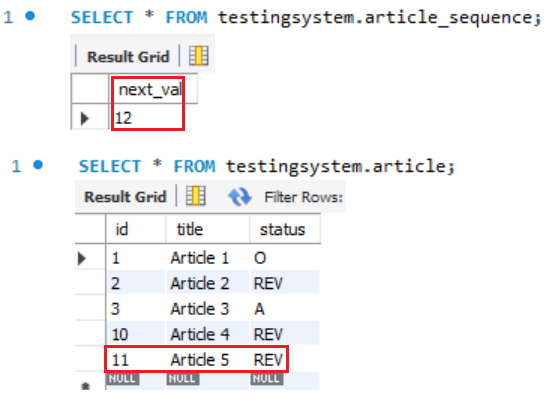 1 SELECT * FROM testingsystem.article_sequence;
Result Grid
next_val
12
1 SELECT * FROM testingsystem.article;
Result Grid Filter Rows:
id title status
1 Article 1 O
2 Article 2 REV
3 Article 3 A
10 Article 4 REV
11 Article 5 REV
NULL NULL NULL